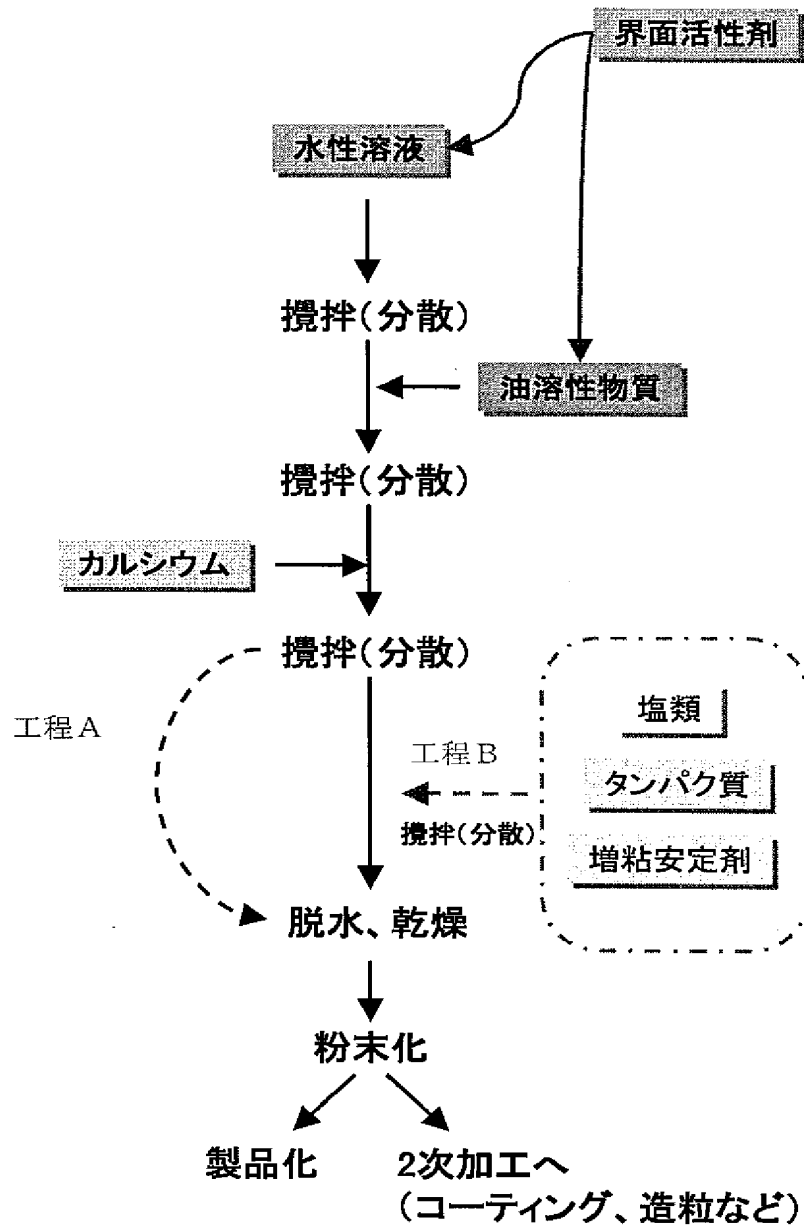 界面活性剤
水性溶液
攪拌(分散)
油溶性物質
攪拌(分散)
カルシウム
攪拌(分散)
工程A
塩類
工程B
タンパク質
攪拌(分散)
増粘安定剤
脱水、乾燥
粉末化
製品化
2次加工へ
(コーティング、造粒など)